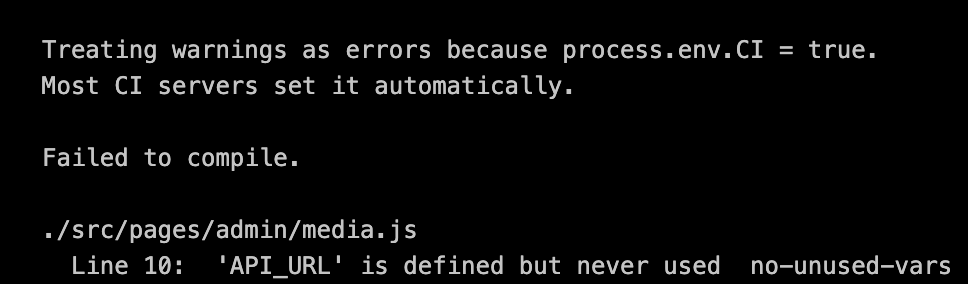 Treating warnings as errors because process.env.CI = true.
Most CI servers set it automatically.
Failed to compile.
./src/pages/admin/media.js
Line 10:  'API_URL' is defined but never used  no-unused-vars